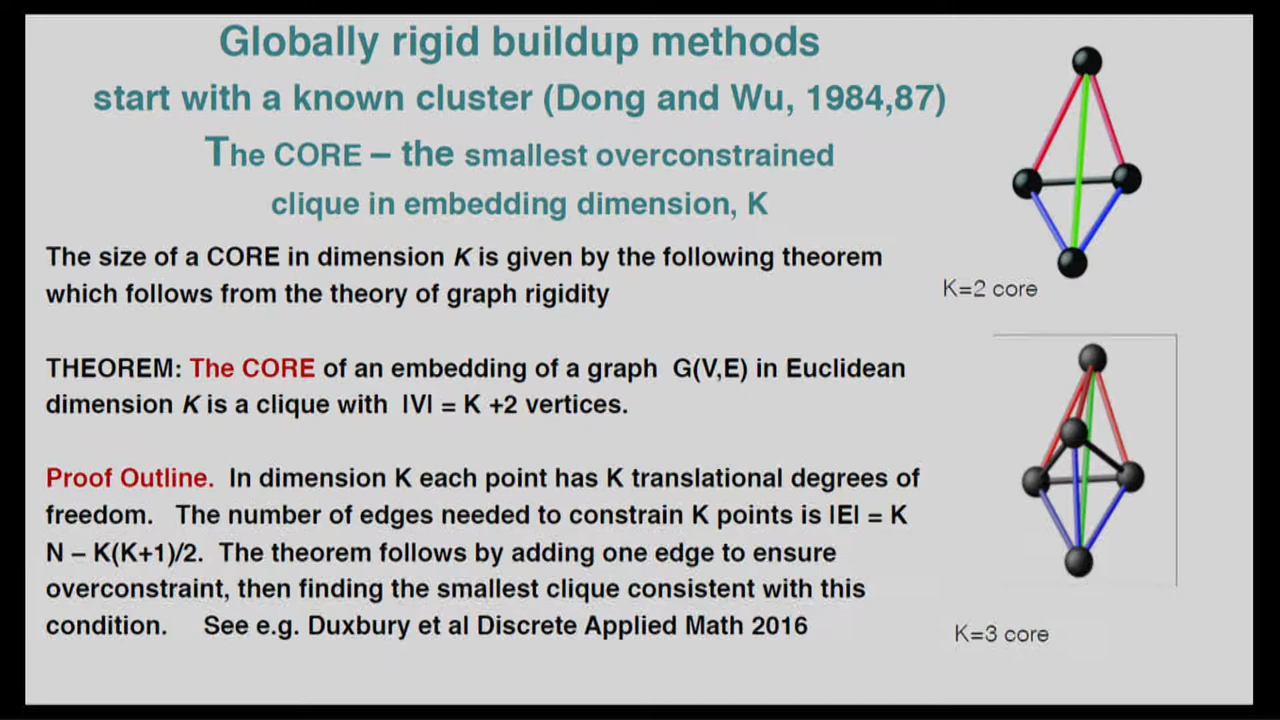 Globally rigid buildup methods
start with a known cluster (Dong and Wu, 1984,87)
The CORE – the smallest overconstrained
clique in embedding dimension, K
The size of a CORE in dimension K is given by the following theorem
which follows from the theory of graph rigidity
K=2 core
THEOREM: The CORE of an embedding of a graph G(V,E) in Euclidean
dimension K is a clique with |V| = K +2 vertices.
Proof Outline. In dimension K each point has K translational degrees of
freedom. The number of edges needed to constrain K points is |E| = K
N – K(K+1)/2. The theorem follows by adding one edge to ensure
overconstraint, then finding the smallest clique consistent with this
condition. See e.g. Duxbury et al Discrete Applied Math 2016
K=3 core